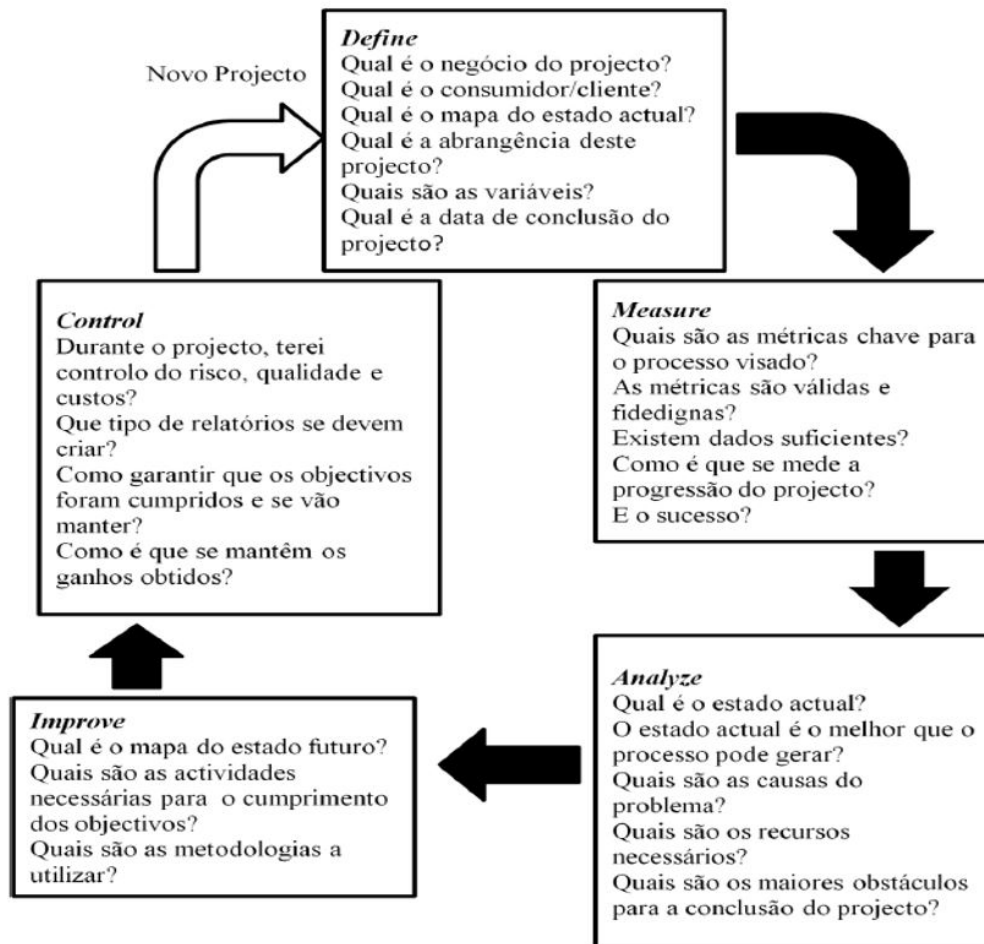 Novo Projecto
Define
Qual é o negócio do projecto?
Qual é o consumidor/cliente?
Qual é o mapa do estado actual?
Qual é a abrangência deste
projecto?
Quais são as variáveis?
Qual é a data de conclusão do
projecto?
Measure
Quais são as métricas chave para
o processo visado?
As métricas são válidas e
fidedignas?
Existem dados suficientes?
Como é que se mede a
progressão do projecto?
E o sucesso?
Analyze
Qual é o estado actual?
O estado actual é o melhor que o
processo pode gerar?
Quais são as causas do
problema?
Quais são os recursos
necessários?
Quais são os maiores obstáculos
para a conclusão do projecto?
Improve
Qual é o mapa do estado futuro?
Quais são as actividades
necessárias para o cumprimento
dos objectivos?
Quais são as metodologias a
utilizar?
Control
Durante o projecto, terei
controlo do risco, qualidade e
custos?
Que tipo de relatórios se devem
criar?
Como garantir que os objectivos
foram cumpridos e se vão
manter?
Como é que se mantêm os
ganhos obtidos?